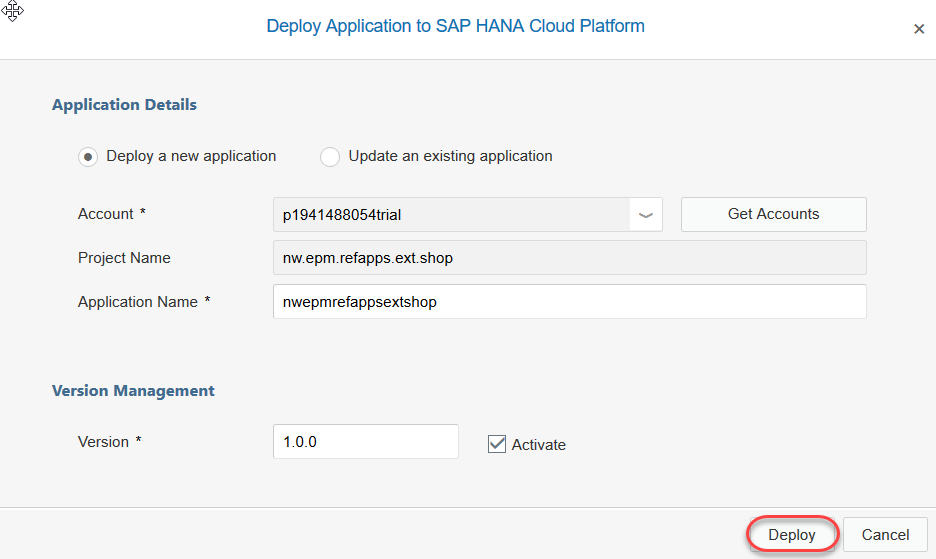 Deploy Application to SAP HANA Cloud Platform
Application Details
Deploy a new application Update an existing application
Account * p1941488054trial Get Accounts
Project Name nw.epm.refapps.ext.shop
Application Name * nwepmrefappsextshop
Version Management
Version * 1.0.0 Activate
Deploy Cancel